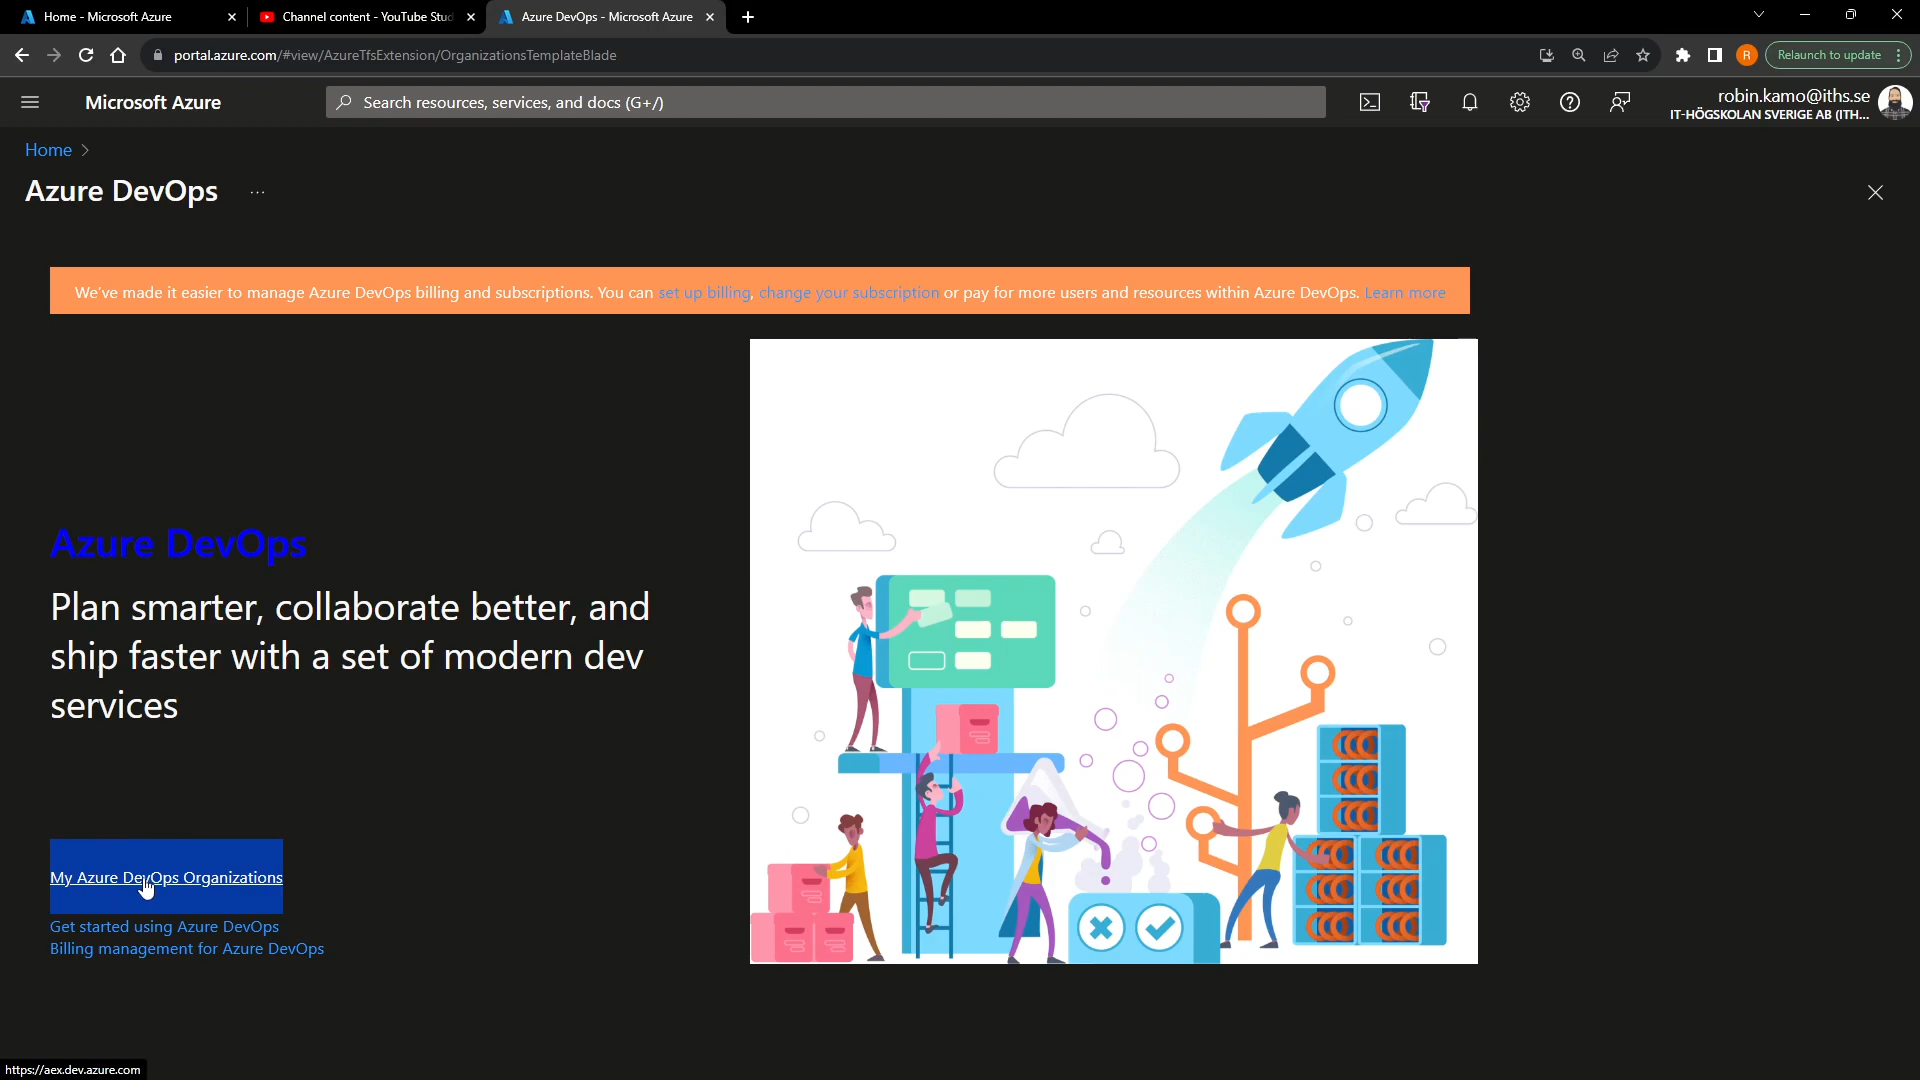 Home - Microsoft Azure
Channel content - YouTube Stud
Azure DevOps - Microsoft Azure
portal.azure.com/#view/AzureTfsExtension/OrganizationsTemplateBlade
R
Relaunch to update
Microsoft Azure
Search resources, services, and docs (G+/)
robin.kamo@iths.se
IT-HÖGSKOLAN SVERIGE AB (ITH...
Home >
Azure DevOps ...
We've made it easier to manage Azure DevOps billing and subscriptions. You can set up billing, change your subscription or pay for more users and resources within Azure DevOps. Learn more
Azure DevOps
Plan smarter, collaborate better, and
ship faster with a set of modern dev
services
My Azure DevOps Organizations
Get started using Azure DevOps
Billing management for Azure DevOps
https://aex.dev.azure.com